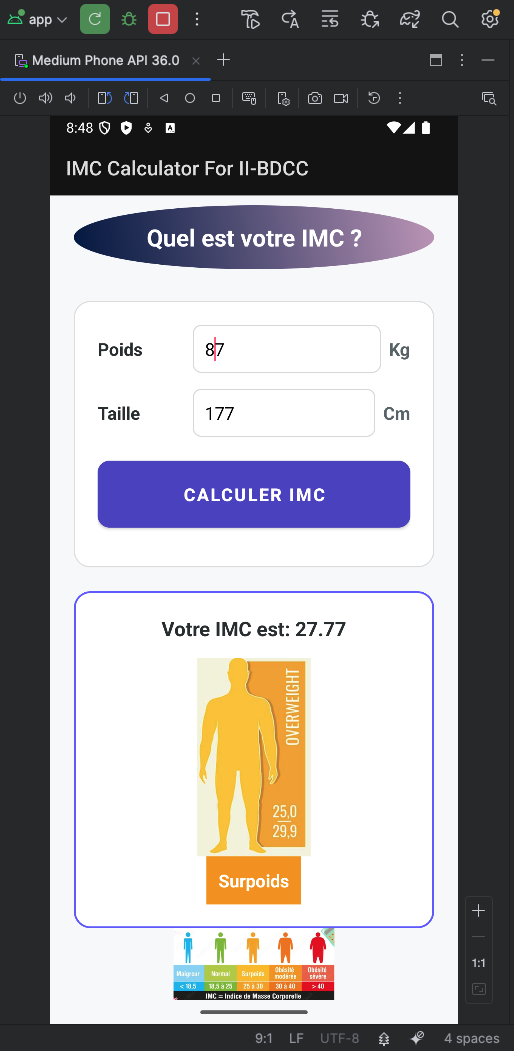 app
Medium Phone API 36.0
8:48
IMC Calculator For II-BDCC
Quel est votre IMC ?
Poids 87 Kg
Taille 177 Cm
CALCULER IMC
Votre IMC est: 27.77
OVERWEIGHT
25,0
29,9
Surpoids
Maigreur Normal Surpoids Obésité modérée Obésité sévère
< 18,5 18,5 à 25 25 à 30 30 à 40 > 40
IMC = Indice de Masse Corporelle
1:1
9:1 LF UTF-8 4 spaces